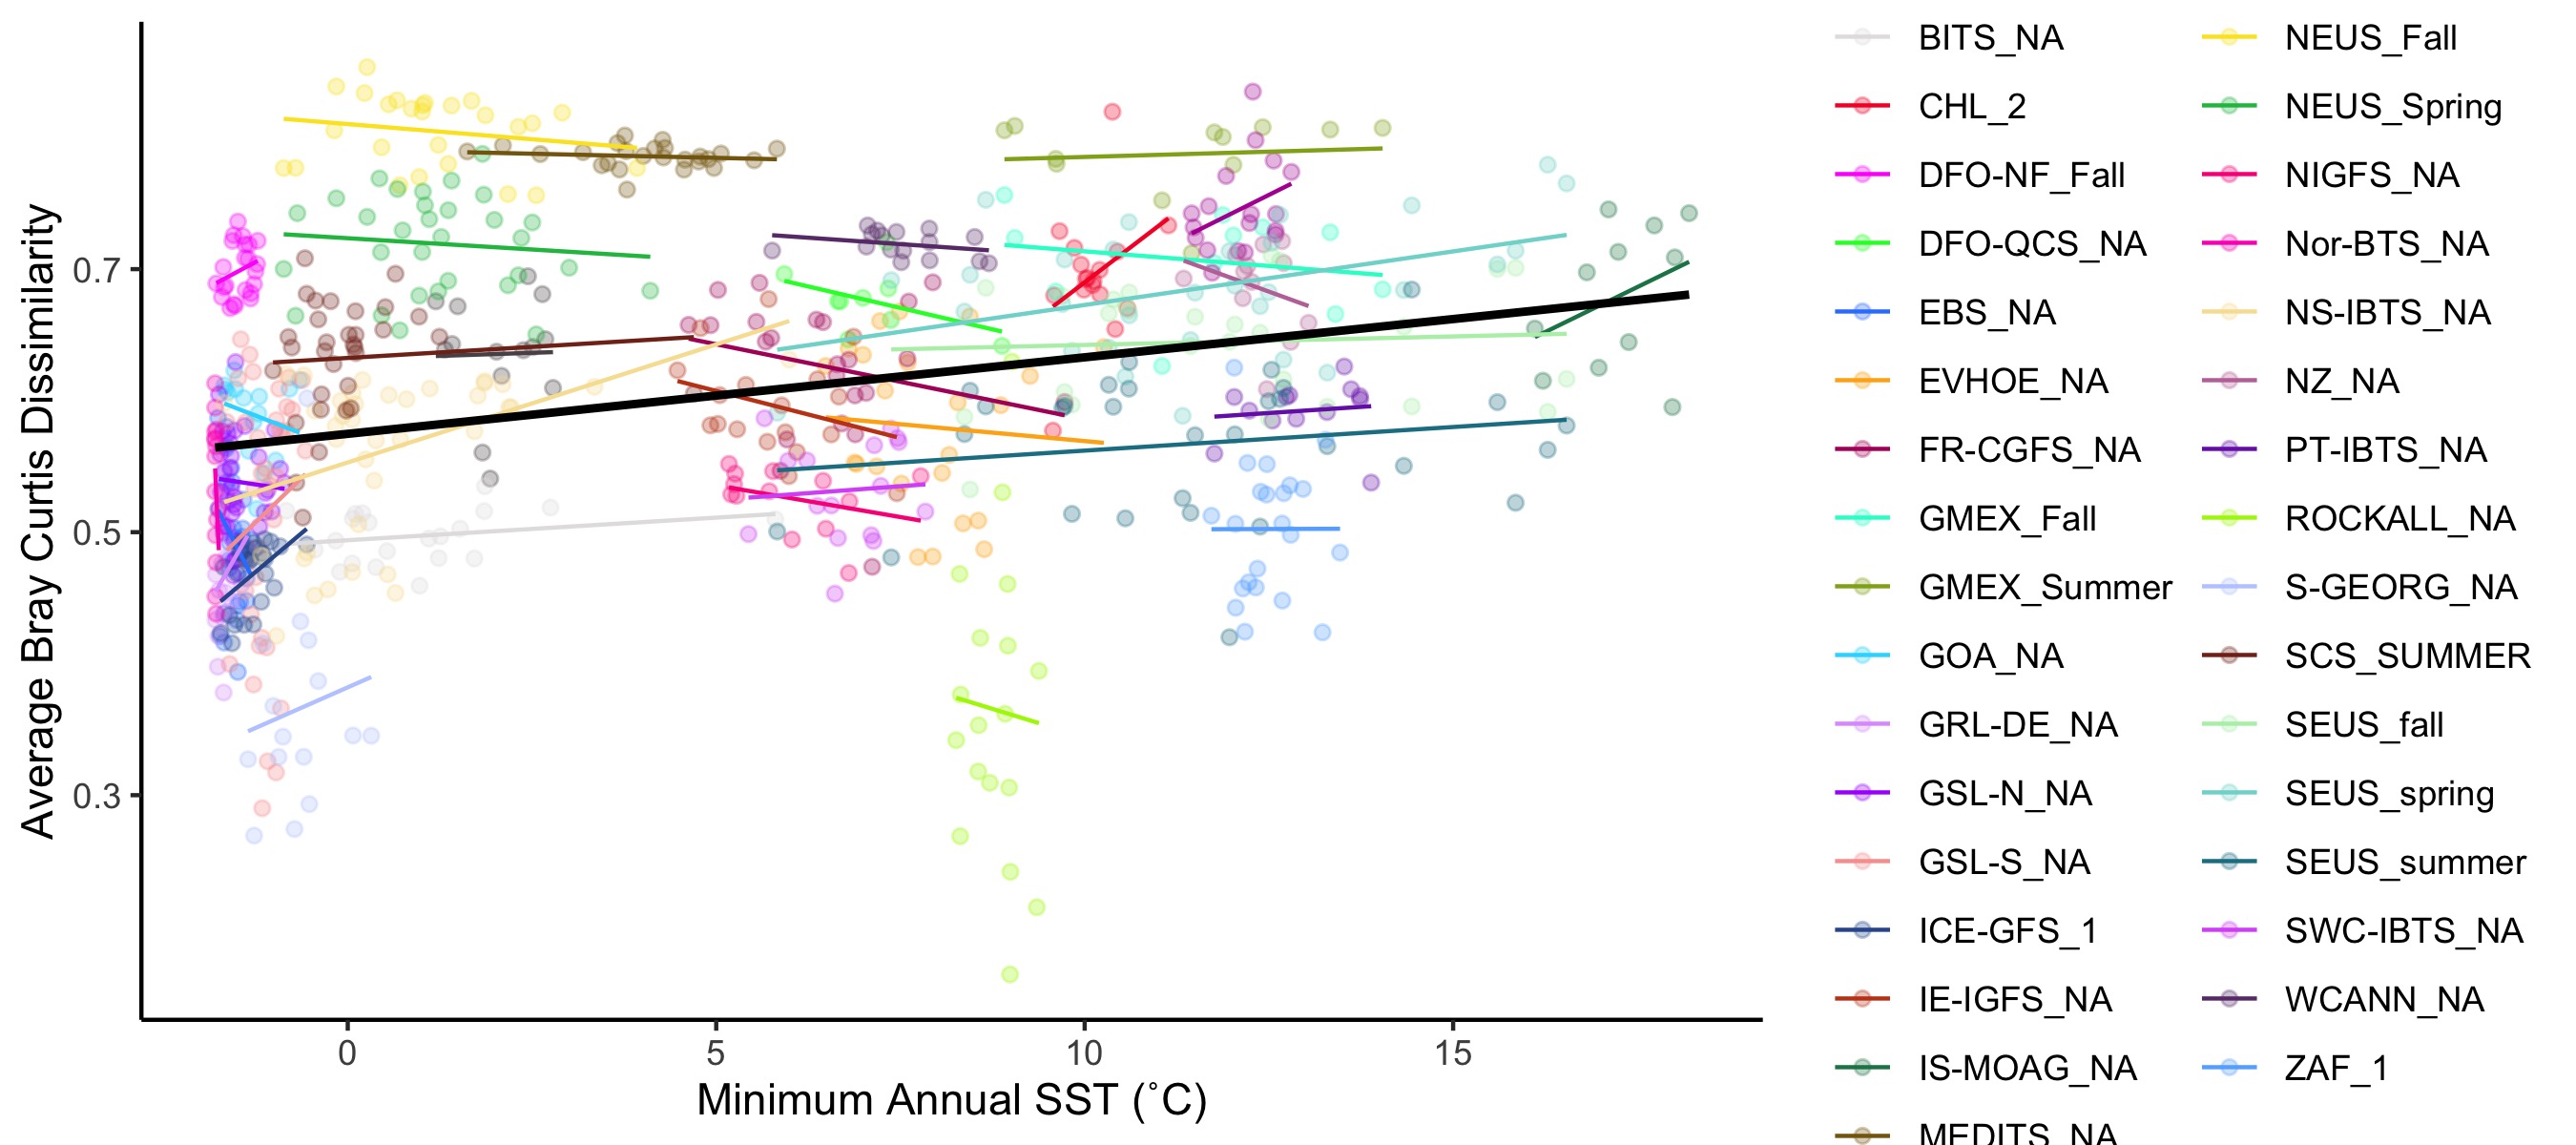 Average Bray Curtis Dissimilarity
0.7
0.5
0.3
0
5
10
15
Minimum Annual SST (˚C)
BITS_NA
CHL_2
DFO-NF_Fall
DFO-QCS_NA
EBS_NA
EVHOE_NA
FR-CGFS_NA
GMEX_Fall
GMEX_Summer
GOA_NA
GRL-DE_NA
GSL-N_NA
GSL-S_NA
ICE-GFS_1
IE-IGFS_NA
IS-MOAG_NA
MEDITS_NA
NEUS_Fall
NEUS_Spring
NIGFS_NA
Nor-BTS_NA
NS-IBTS_NA
NZ_NA
PT-IBTS_NA
ROCKALL_NA
S-GEORG_NA
SCS_SUMMER
SEUS_fall
SEUS_spring
SEUS_summer
SWC-IBTS_NA
WCANN_NA
ZAF_1